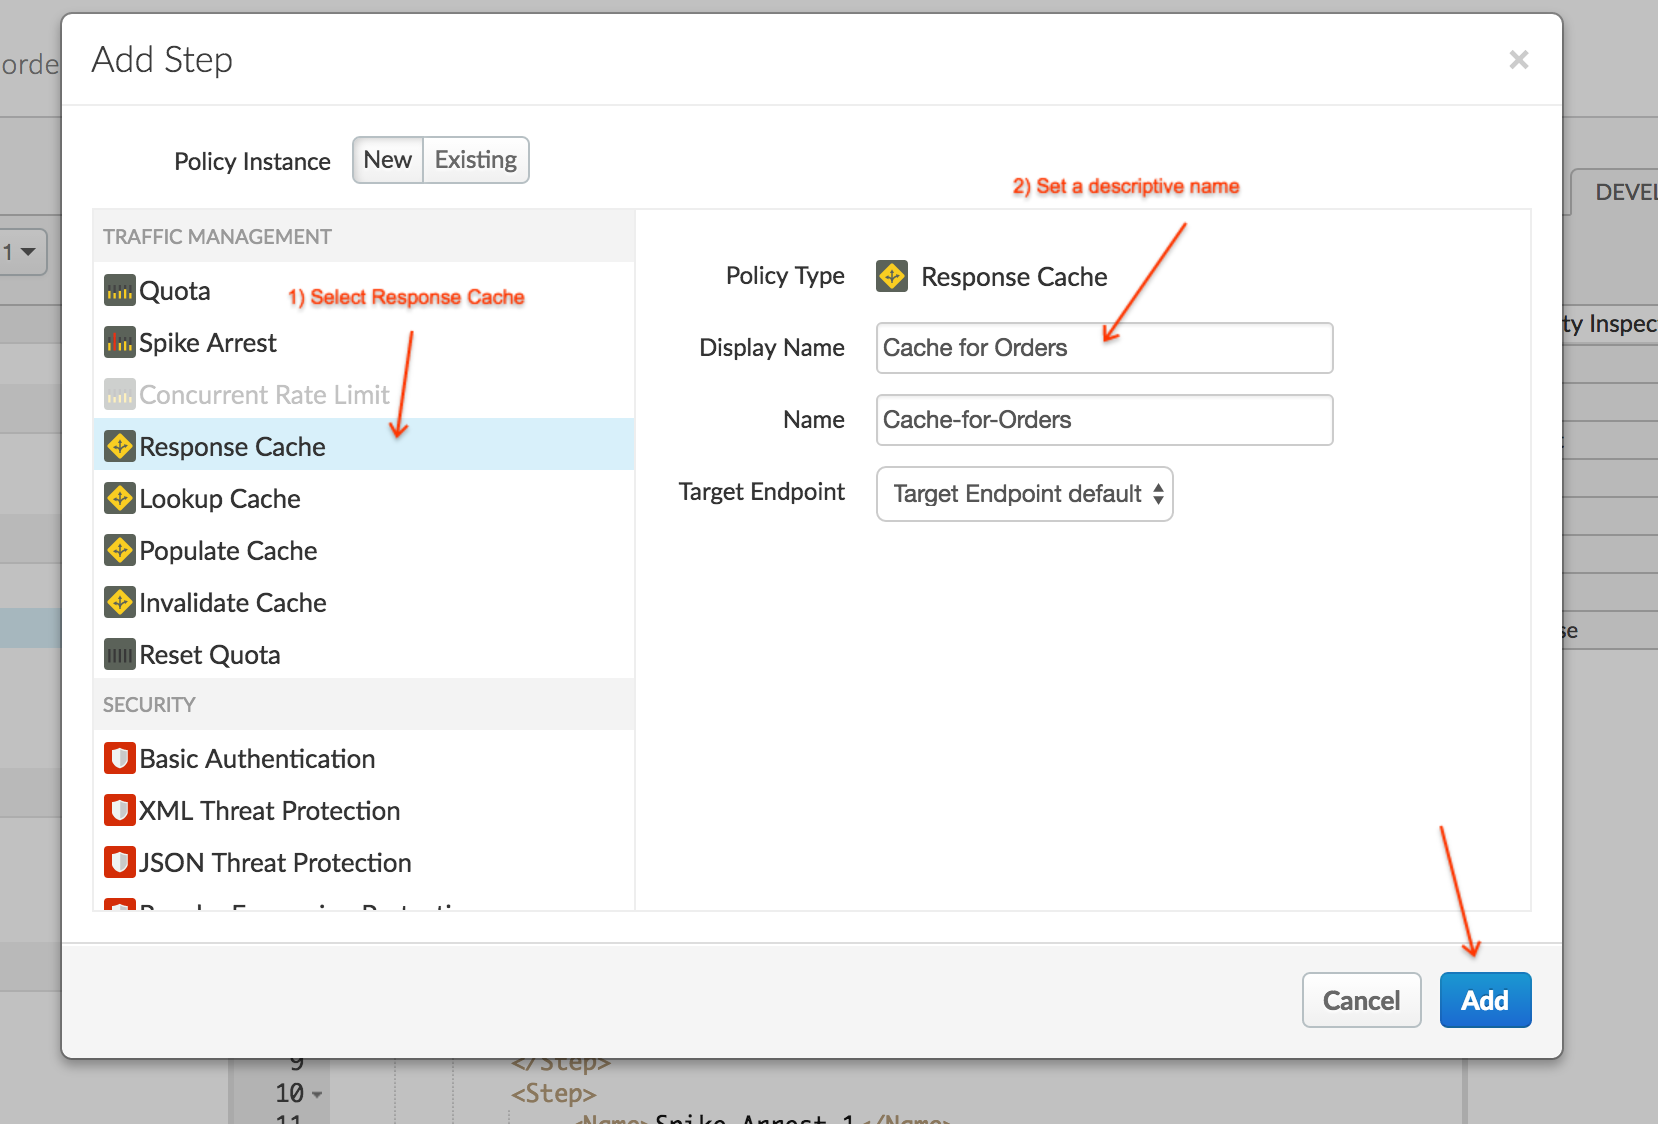 orde
Add Step
×
Policy Instance New Existing
2) Set a descriptive name
DEVEL
1
TRAFFIC MANAGEMENT
Quota
1) Select Response Cache
Spike Arrest
Concurrent Rate Limit
Response Cache
Lookup Cache
Populate Cache
Invalidate Cache
Reset Quota
SECURITY
Basic Authentication
XML Threat Protection
JSON Threat Protection
Policy Type Response Cache
Display Name Cache for Orders
Name Cache-for-Orders
Target Endpoint Target Endpoint default
ty Inspec
se
Cancel Add
9 </Step>
10 <Step>
11 <Name>Spike Arrest 1</Name>